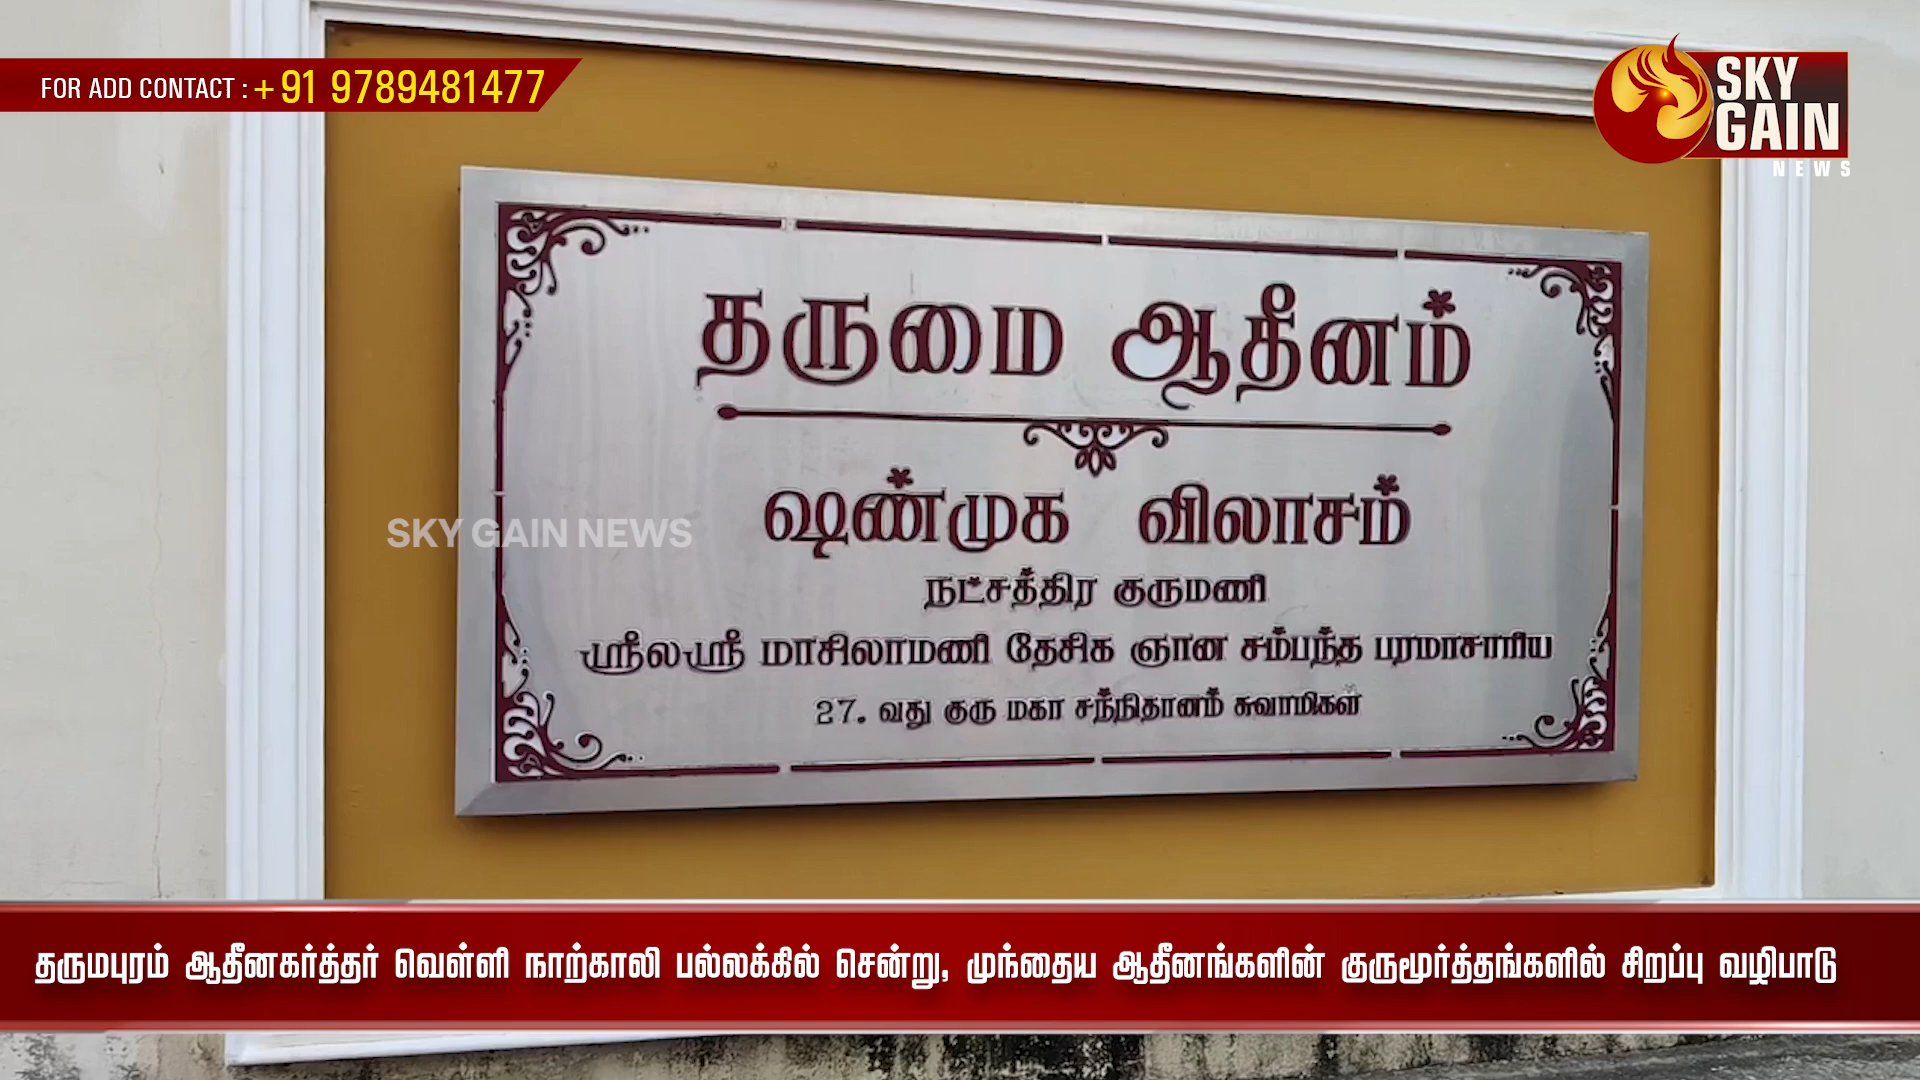 FOR ADD CONTACT : +91 9789481477
SKY
GAIN
NEWS
தருமை ஆதீனம்
ஷண்முக விலாசம்
SKY GAIN NEWS
நட்சத்திர குருமணி
ஸ்ரீலஸ்ரீ மாசிலாமணி தேசிக ஞான சம்பந்த பரமாசாரிய
27. வது குரு மகா சந்நிதானம் சுவாமிகள்
தருமபுரம் ஆதீனகர்த்தர் வெள்ளி நாற்காலி பல்லக்கில் சென்று, முந்தைய ஆதீனங்களின் குருமூர்த்தங்களில் சிறப்பு வழிபாடு